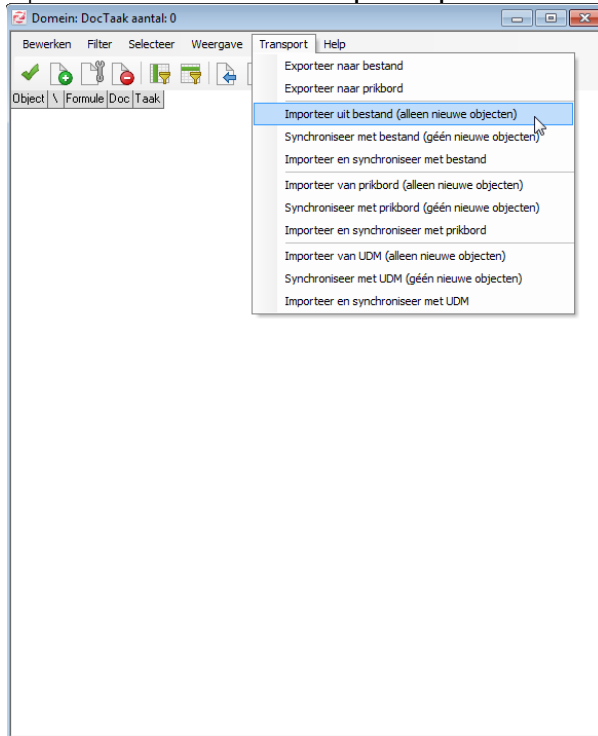 Domein: DocTaak aantal: 0
Bewerken Filter Selecteer Weergave Transport Help
Object \ Formule Doc Taak
Exporteer naar bestand
Exporteer naar prikbord
Importeer uit bestand (alleen nieuwe objecten)
Synchroniseer met bestand (géén nieuwe objecten)
Importeer en synchroniseer met bestand
Importeer van prikbord (alleen nieuwe objecten)
Synchroniseer met prikbord (géén nieuwe objecten)
Importeer en synchroniseer met prikbord
Importeer van UDM (alleen nieuwe objecten)
Synchroniseer met UDM (géén nieuwe objecten)
Importeer en synchroniseer met UDM